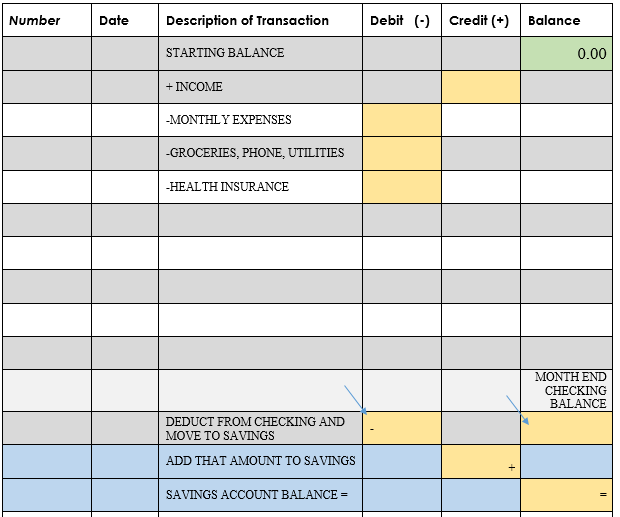 Number Date Description of Transaction Debit (-) Credit (+) Balance
STARTING BALANCE 0.00
+ INCOME
-MONTHLY EXPENSES
-GROCERIES, PHONE, UTILITIES
-HEALTH INSURANCE
MONTH END
CHECKING
BALANCE
DEDUCT FROM CHECKING AND
MOVE TO SAVINGS -
ADD THAT AMOUNT TO SAVINGS +
SAVINGS ACCOUNT BALANCE = =